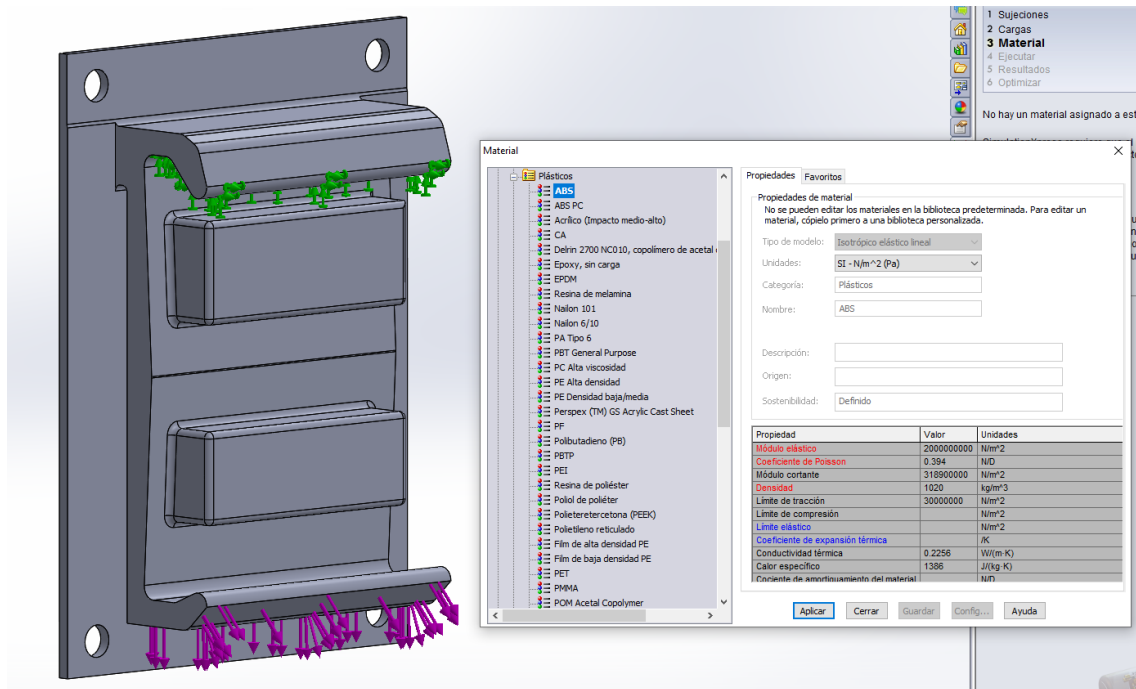 1 Sujeciones
2 Cargas
3 Material
4 Ejecutar
5 Resultados
6 Optimizar
No hay un material asignado a est
Material
Plásticos
ABS
ABS PC
Acrílico (Impacto medio-alto)
CA
Delrin 2700 NC010, copolímero de acetal
Epoxy, sin carga
EPDM
Resina de melamina
Nailon 101
Nailon 6/10
PA Tipo 6
PBT General Purpose
PC Alta viscosidad
PE Alta densidad
PE Densidad baja/media
Perspex (TM) GS Acrylic Cast Sheet
PF
Polibutadieno (PB)
PBTP
PEI
Resina de poliéster
Poliol de poliéter
Polieteretercetona (PEEK)
Polietileno reticulado
Film de alta densidad PE
Film de baja densidad PE
PET
PMMA
POM Acetal Copolymer
Propiedades Favoritos
Propiedades de material
No se pueden editar los materiales en la biblioteca predeterminada. Para editar un
material, cópielo primero a una biblioteca personalizada.
Tipo de modelo: Isotrópico elástico lineal
Unidades: SI - N/m^2 (Pa)
Categoría: Plásticos
Nombre: ABS
Descripción:
Origen:
Sostenibilidad: Definido
Propiedad Valor Unidades
Módulo elástico 2000000000 N/m^2
Coeficiente de Poisson 0.394 N/D
Módulo cortante 318900000 N/m^2
Densidad 1020 kg/m^3
Límite de tracción 30000000 N/m^2
Límite de compresión N/m^2
Límite elástico N/m^2
Coeficiente de expansión térmica /K
Conductividad térmica 0.2256 W/(m·K)
Calor específico 1386 J/(kg·K)
Cociente de amortiguamiento del material N/D
Aplicar Cerrar Guardar Config... Ayuda